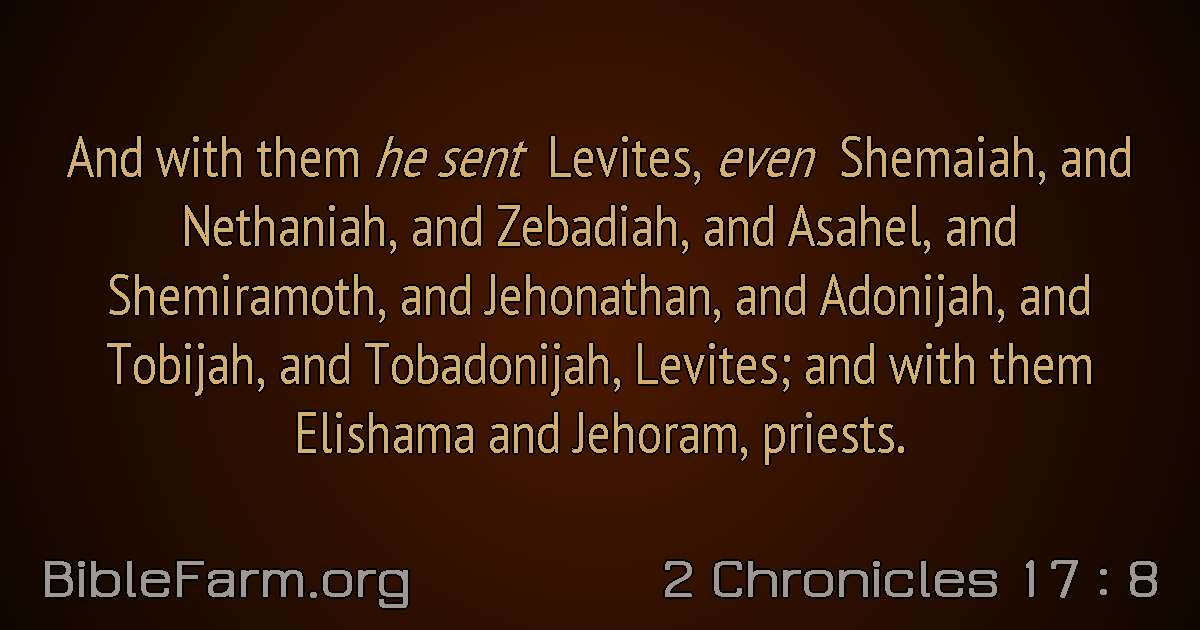 And with them he sent Levites, even Shemaiah, and
Nethaniah, and Zebadiah, and Asahel, and
Shemiramoth, and Jehonathan, and Adonijah, and
Tobijah, and Tobadonijah, Levites; and with them
Elishama and Jehoram, priests.
BibleFarm.org
2 Chronicles 17 : 8